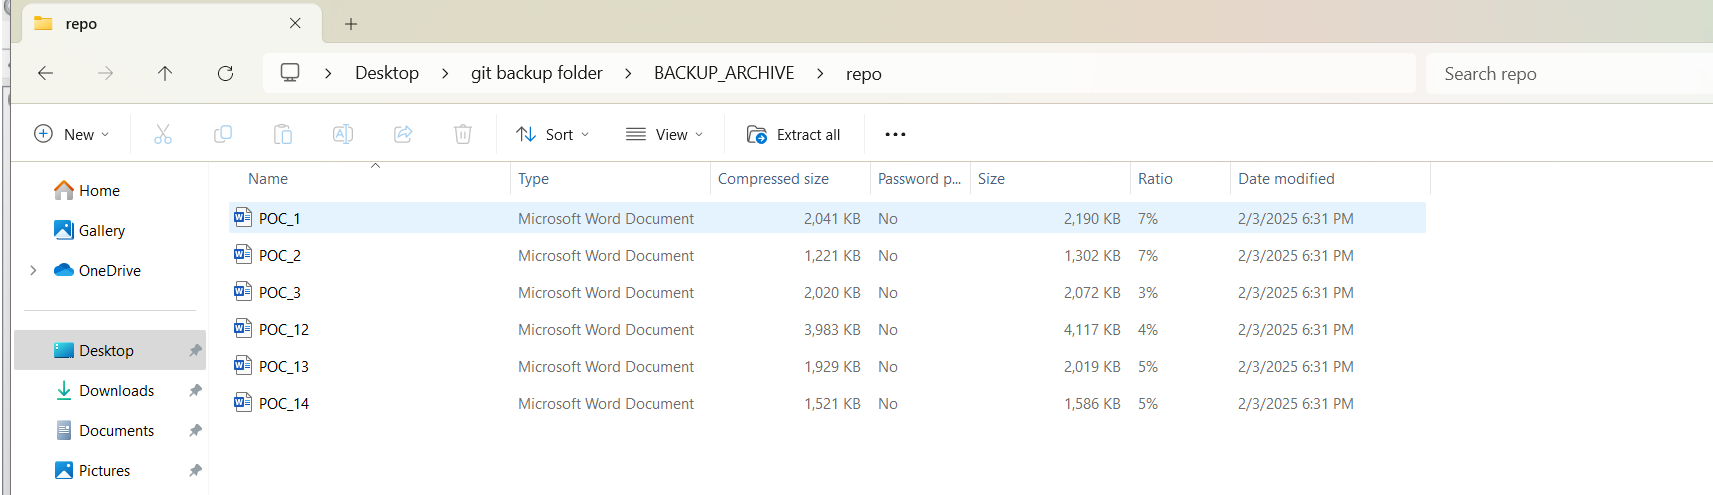 repo
Desktop > git backup folder > BACKUP_ARCHIVE > repo
Search repo
New Sort View Extract all
Name Type Compressed size Password p... Size Ratio Date modified
Home
Gallery
OneDrive
Desktop
Downloads
Documents
Pictures
POC_1 Microsoft Word Document 2,041 KB No 2,190 KB 7% 2/3/2025 6:31 PM
POC_2 Microsoft Word Document 1,221 KB No 1,302 KB 7% 2/3/2025 6:31 PM
POC_3 Microsoft Word Document 2,020 KB No 2,072 KB 3% 2/3/2025 6:31 PM
POC_12 Microsoft Word Document 3,983 KB No 4,117 KB 4% 2/3/2025 6:31 PM
POC_13 Microsoft Word Document 1,929 KB No 2,019 KB 5% 2/3/2025 6:31 PM
POC_14 Microsoft Word Document 1,521 KB No 1,586 KB 5% 2/3/2025 6:31 PM